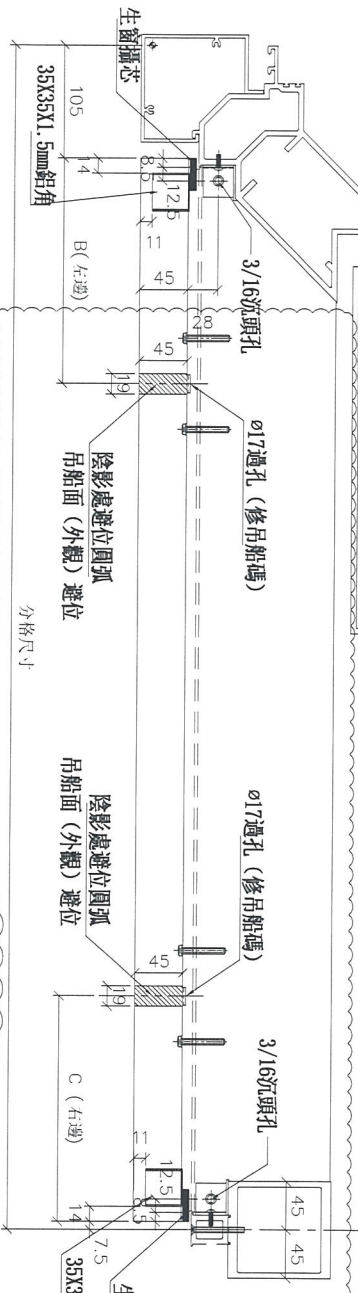 生窗攝芯
35X35X1.5mm鋁角
105
14
8.5
12.5
11
45
B(左邊)
3/16沉頭孔
28
45
19
ø17過孔（修吊船碼）
陰影處避位圓弧
吊船面（外觀）避位
分格尺寸
ø17過孔（修吊船碼）
陰影處避位圓弧
吊船面（外觀）避位
45
19
C（右邊）
3/16沉頭孔
11
12.5
14
7.5
45
45
35X3